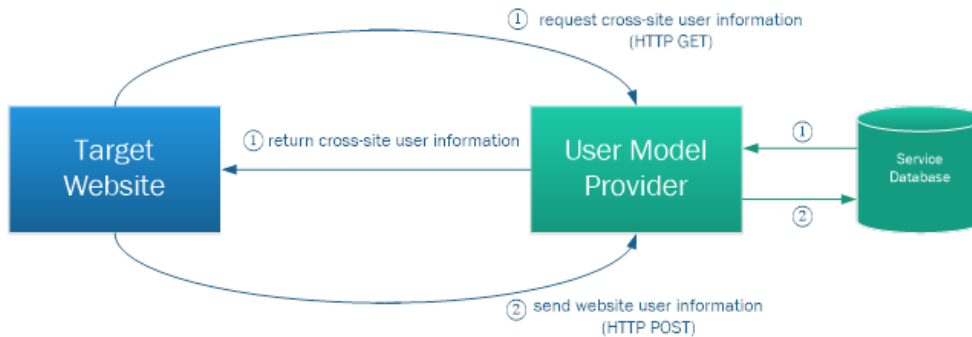 ① request cross-site user information
(HTTP GET)
Target
Website
① return cross-site user information
User Model
Provider
①
②
Service
Database
② send website user information
(HTTP POST)